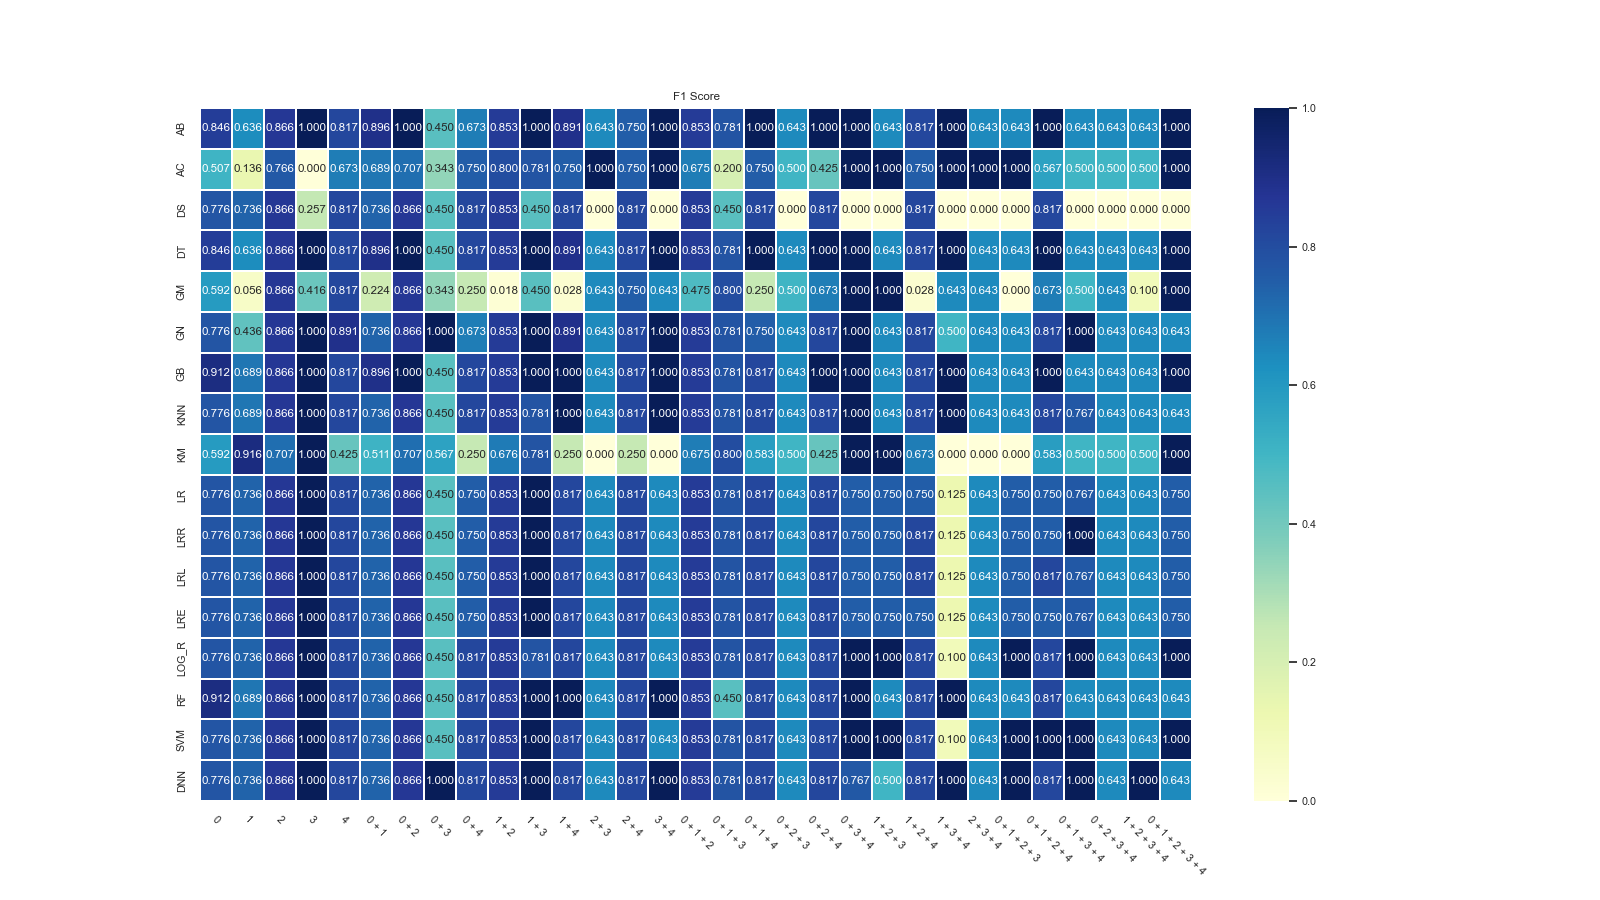 F1 Score
AB 0.846 0.636 0.866 1.000 0.817 0.896 1.000 0.450 0.673 0.853 1.000 0.891 0.643 0.750 1.000 0.853 0.781 1.000 0.643 1.000 1.000 0.643 0.817 1.000 0.643 0.643 1.000 0.643 0.643 0.643 1.000
AC 0.507 0.136 0.766 0.000 0.673 0.689 0.707 0.343 0.750 0.800 0.781 0.750 1.000 0.750 1.000 0.675 0.200 0.750 0.500 0.425 1.000 1.000 0.750 1.000 1.000 1.000 0.567 0.500 0.500 0.500 1.000
DS 0.776 0.736 0.866 0.257 0.817 0.736 0.866 0.450 0.817 0.853 0.450 0.817 0.000 0.817 0.000 0.853 0.450 0.817 0.000 0.817 0.000 0.000 0.817 0.000 0.000 0.000 0.817 0.000 0.000 0.000 0.000
DT 0.846 0.636 0.866 1.000 0.817 0.896 1.000 0.450 0.817 0.853 1.000 0.891 0.643 0.817 1.000 0.853 0.781 1.000 0.643 1.000 1.000 0.643 0.817 1.000 0.643 0.643 1.000 0.643 0.643 0.643 1.000
GM 0.592 0.056 0.866 0.416 0.817 0.224 0.866 0.343 0.250 0.018 0.450 0.028 0.643 0.750 0.643 0.475 0.800 0.250 0.500 0.673 1.000 1.000 0.028 0.643 0.643 0.000 0.673 0.500 0.643 0.100 1.000
GN 0.776 0.436 0.866 1.000 0.891 0.736 0.866 1.000 0.673 0.853 1.000 0.891 0.643 0.817 1.000 0.853 0.781 0.750 0.643 0.817 1.000 0.643 0.817 0.500 0.643 0.643 0.817 1.000 0.643 0.643 0.643
GB 0.912 0.689 0.866 1.000 0.817 0.896 1.000 0.450 0.817 0.853 1.000 1.000 0.643 0.817 1.000 0.853 0.781 0.817 0.643 1.000 1.000 0.643 0.817 1.000 0.643 0.643 1.000 0.643 0.643 0.643 1.000
KNN 0.776 0.689 0.866 1.000 0.817 0.736 0.866 0.450 0.817 0.853 0.781 1.000 0.643 0.817 1.000 0.853 0.781 0.817 0.643 0.817 1.000 0.643 0.817 1.000 0.643 0.643 0.817 0.767 0.643 0.643 0.643
KM 0.592 0.916 0.707 1.000 0.425 0.511 0.707 0.567 0.250 0.676 0.781 0.250 0.000 0.250 0.000 0.675 0.800 0.583 0.500 0.425 1.000 1.000 0.673 0.000 0.000 0.000 0.583 0.500 0.500 0.500 1.000
LR 0.776 0.736 0.866 1.000 0.817 0.736 0.866 0.450 0.750 0.853 1.000 0.817 0.643 0.817 0.643 0.853 0.781 0.817 0.643 0.817 0.750 0.750 0.750 0.125 0.643 0.750 0.750 0.767 0.643 0.643 0.750
LRR 0.776 0.736 0.866 1.000 0.817 0.736 0.866 0.450 0.750 0.853 1.000 0.817 0.643 0.817 0.643 0.853 0.781 0.817 0.643 0.817 0.750 0.750 0.817 0.125 0.643 0.750 0.750 1.000 0.643 0.643 0.750
LRL 0.776 0.736 0.866 1.000 0.817 0.736 0.866 0.450 0.750 0.853 1.000 0.817 0.643 0.817 0.643 0.853 0.781 0.817 0.643 0.817 0.750 0.750 0.817 0.125 0.643 0.750 0.817 0.767 0.643 0.643 0.750
LRE 0.776 0.736 0.866 1.000 0.817 0.736 0.866 0.450 0.750 0.853 1.000 0.817 0.643 0.817 0.643 0.853 0.781 0.817 0.643 0.817 0.750 0.750 0.750 0.125 0.643 0.750 0.750 0.767 0.643 0.643 0.750
LOG_R 0.776 0.736 0.866 1.000 0.817 0.736 0.866 0.450 0.817 0.853 0.781 0.817 0.643 0.817 0.643 0.853 0.781 0.817 0.643 0.817 1.000 1.000 0.817 0.100 0.643 1.000 0.817 1.000 0.643 0.643 1.000
RF 0.912 0.689 0.866 1.000 0.817 0.736 0.866 0.450 0.817 0.853 1.000 1.000 0.643 0.817 1.000 0.853 0.450 0.817 0.643 0.817 1.000 0.643 0.817 1.000 0.643 0.643 0.817 0.643 0.643 0.643 0.643
SVM 0.776 0.736 0.866 1.000 0.817 0.736 0.866 0.450 0.817 0.853 1.000 0.817 0.643 0.817 0.643 0.853 0.781 0.817 0.643 0.817 1.000 1.000 0.817 0.100 0.643 1.000 1.000 1.000 0.643 0.643 1.000
DNN 0.776 0.736 0.866 1.000 0.817 0.736 0.866 1.000 0.817 0.853 1.000 0.817 0.643 0.817 1.000 0.853 0.781 0.817 0.643 0.817 0.767 0.500 0.817 1.000 0.643 1.000 0.817 1.000 0.643 1.000 0.643
0 1 2 3 4 0 + 1 0 + 2 0 + 3 0 + 4 1 + 2 1 + 3 1 + 4 2 + 3 2 + 4 3 + 4 0 + 1 + 2 0 + 1 + 3 0 + 1 + 4 0 + 2 + 3 0 + 2 + 4 0 + 3 + 4 1 + 2 + 3 1 + 2 + 4 1 + 3 + 4 2 + 3 + 4 0 + 1 + 2 + 3 0 + 1 + 2 + 4 0 + 1 + 3 + 4 0 + 2 + 3 + 4 1 + 2 + 3 + 4 0 + 1 + 2 + 3 + 4
1.0
0.8
0.6
0.4
0.2
0.0